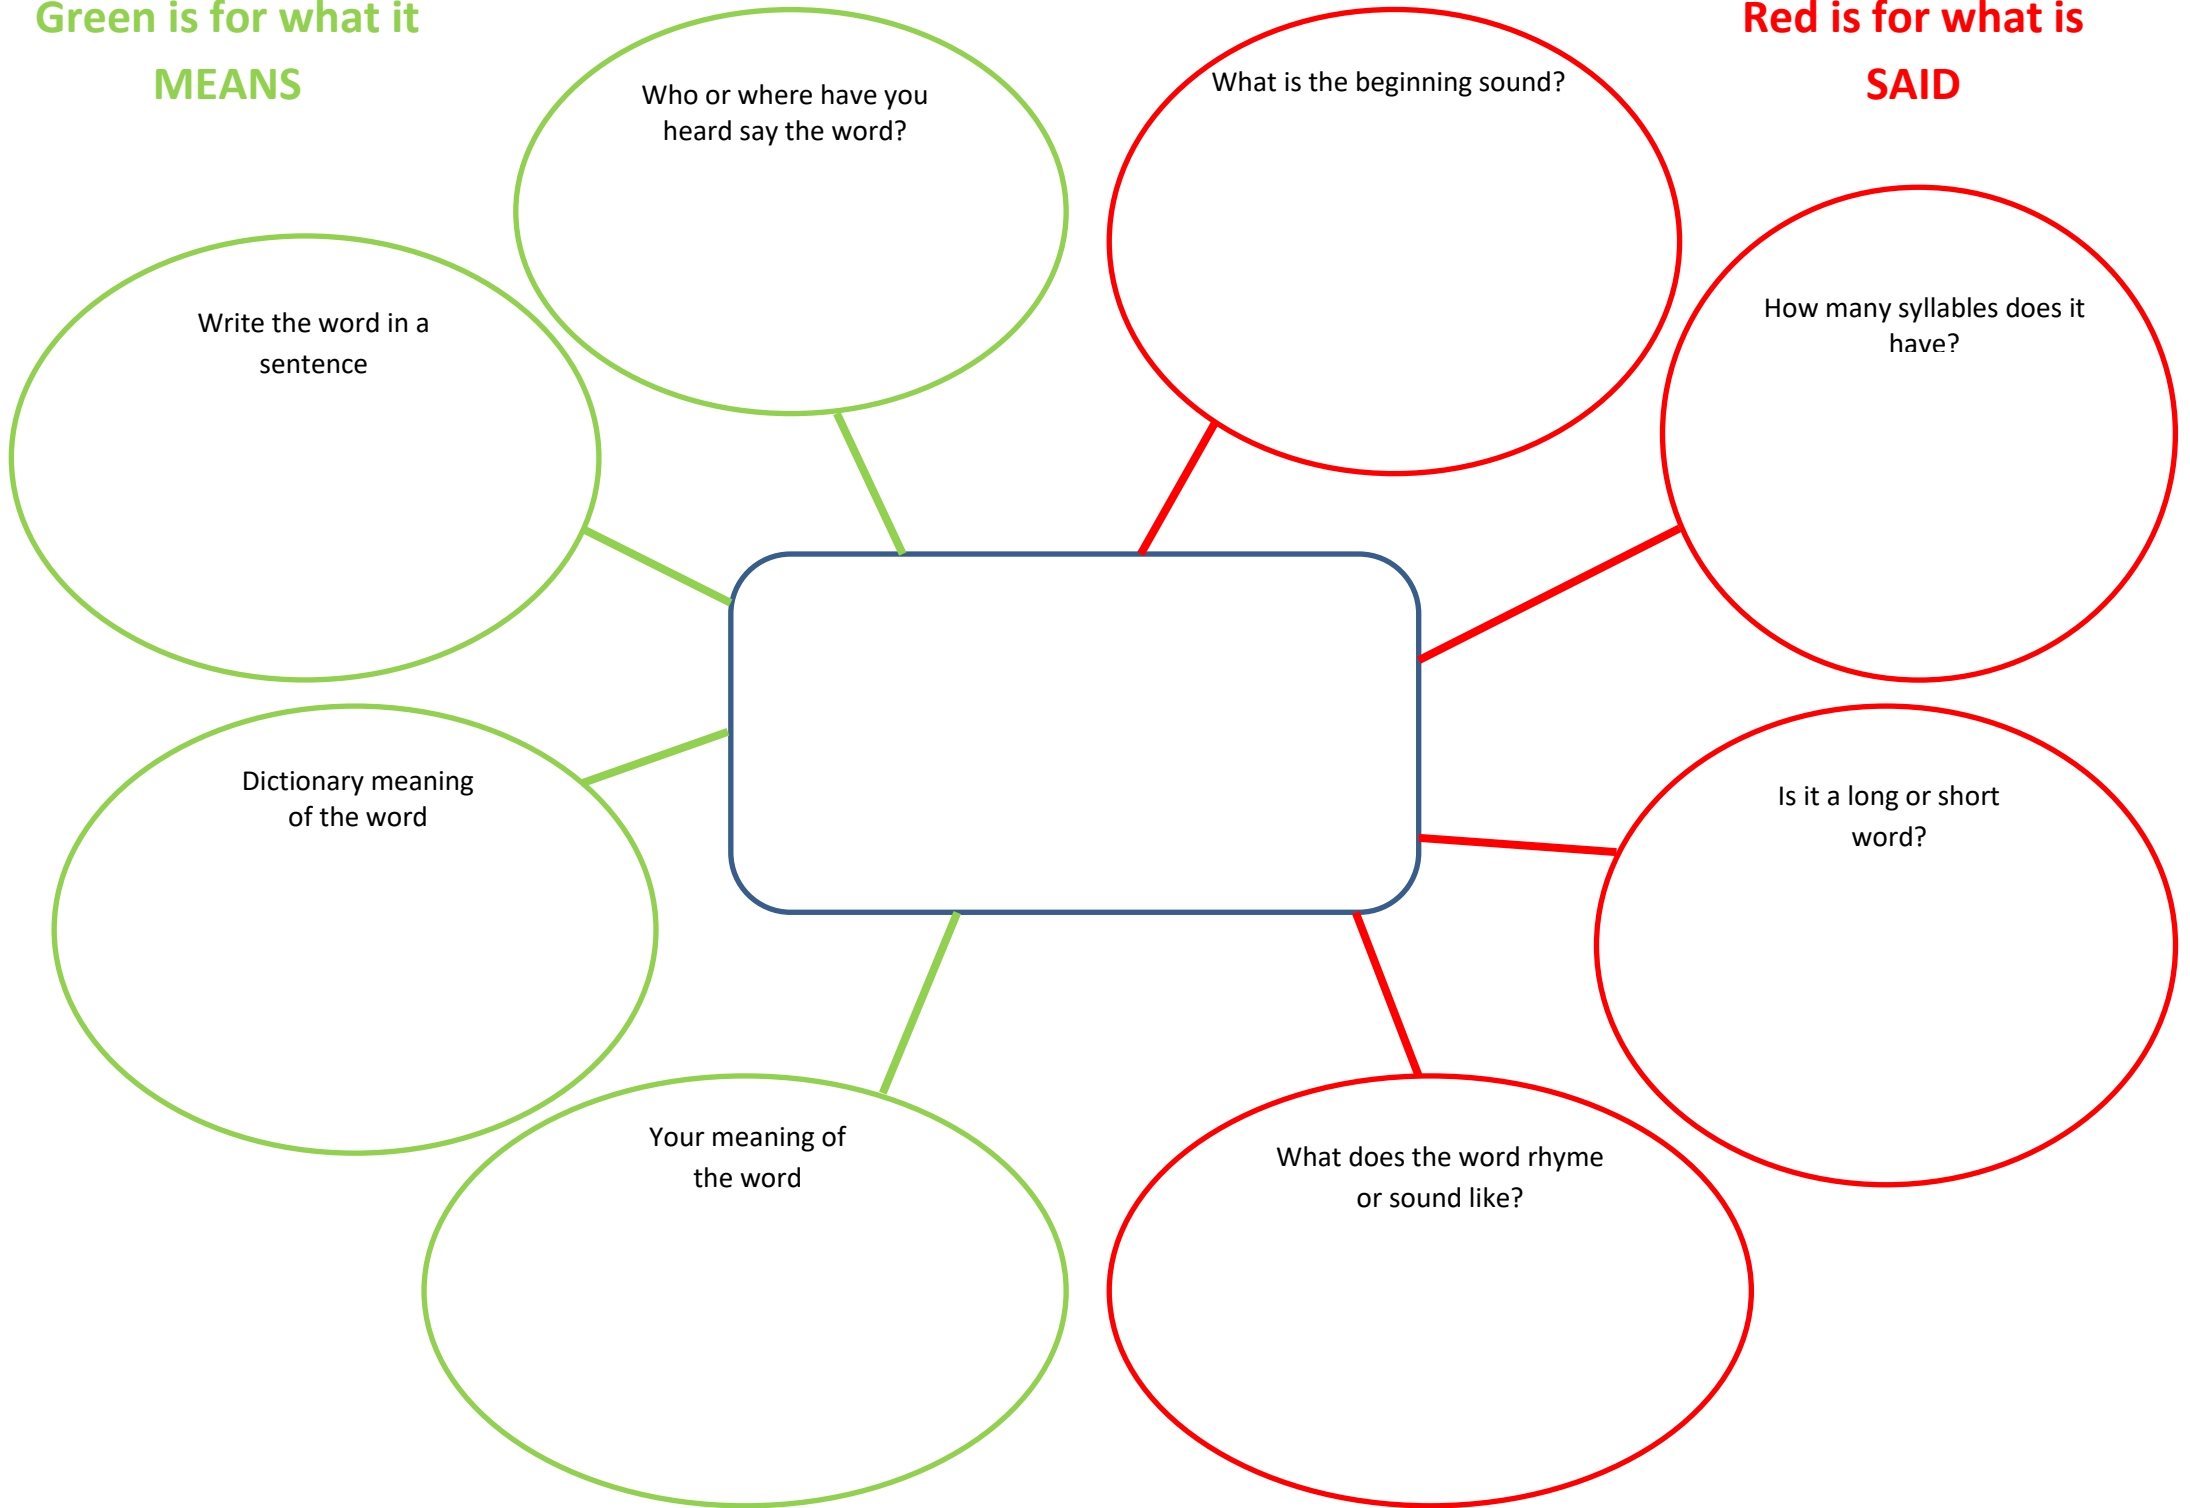 Green is for what it
MEANS
Red is for what is
SAID
Who or where have you
heard say the word?
What is the beginning sound?
Write the word in a
sentence
How many syllables does it
have?
Dictionary meaning
of the word
Is it a long or short
word?
Your meaning of
the word
What does the word rhyme
or sound like?